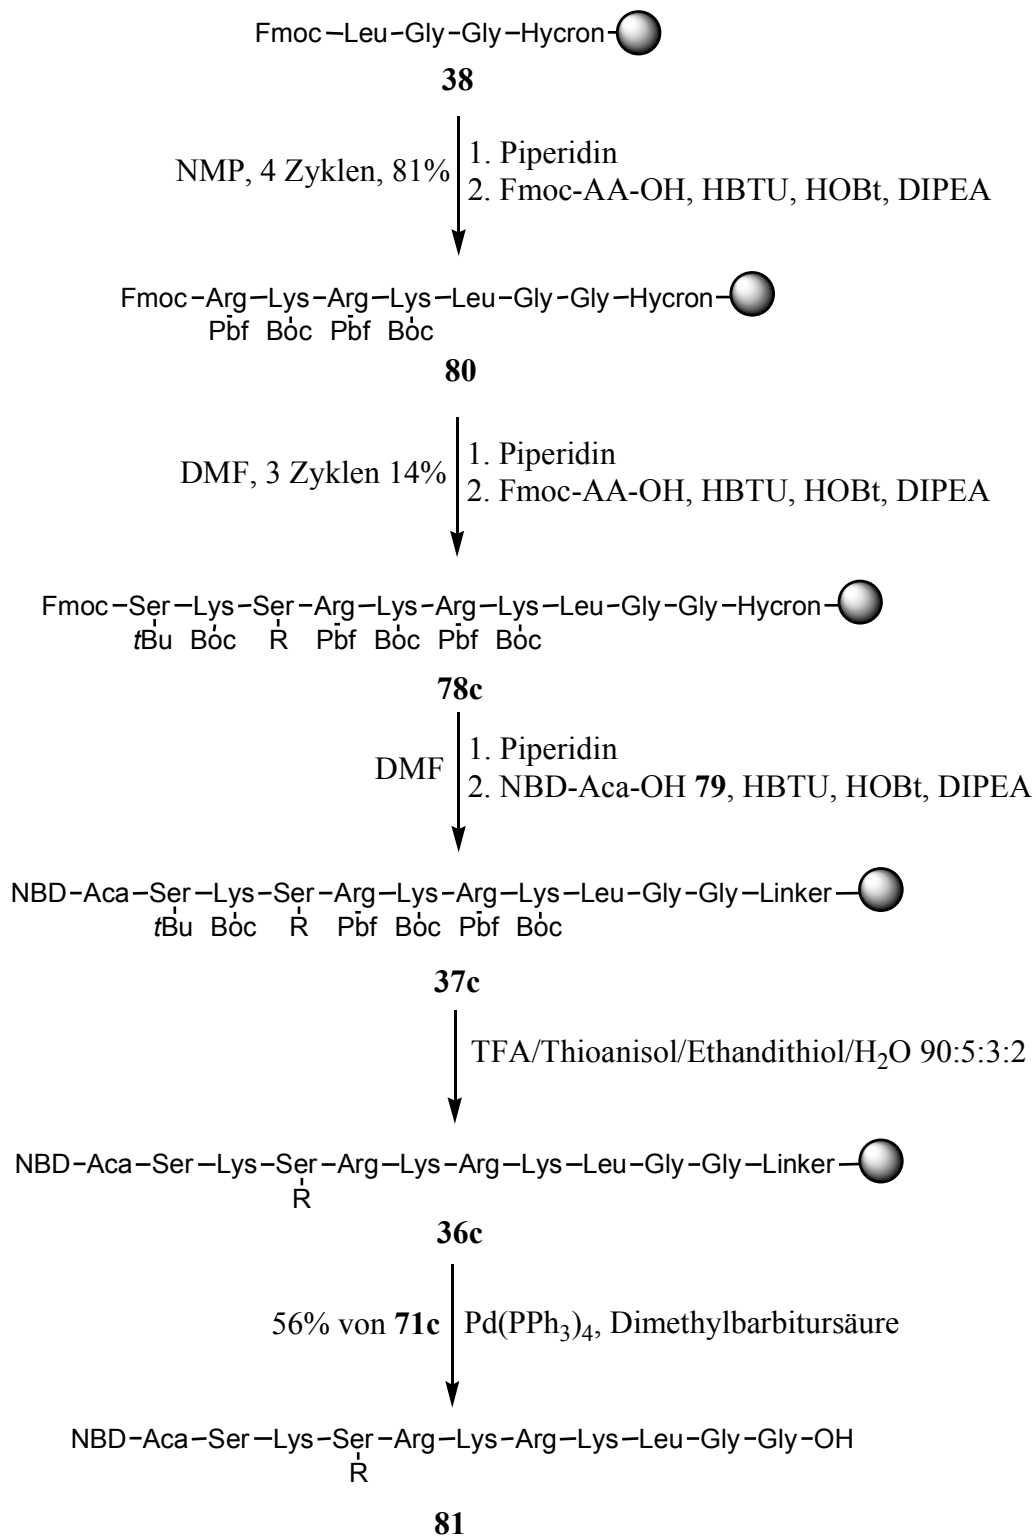 Fmoc–Leu–Gly–Gly–Hycron–
38
NMP, 4 Zyklen, 81%
1. Piperidin
2. Fmoc-AA-OH, HBTU, HOBt, DIPEA
Fmoc–Arg–Lys–Arg–Lys–Leu–Gly–Gly–Hycron–
Pbf Boc Pbf Boc
80
DMF, 3 Zyklen 14%
1. Piperidin
2. Fmoc-AA-OH, HBTU, HOBt, DIPEA
Fmoc–Ser–Lys–Ser–Arg–Lys–Arg–Lys–Leu–Gly–Gly–Hycron–
tBu Boc R Pbf Boc Pbf Boc
78c
DMF
1. Piperidin
2. NBD-Aca-OH 79, HBTU, HOBt, DIPEA
NBD–Aca–Ser–Lys–Ser–Arg–Lys–Arg–Lys–Leu–Gly–Gly–Linker–
tBu Boc R Pbf Boc Pbf Boc
37c
TFA/Thioanisol/Ethandithiol/H₂O 90:5:3:2
NBD–Aca–Ser–Lys–Ser–Arg–Lys–Arg–Lys–Leu–Gly–Gly–Linker–
R
36c
56% von 71c
Pd(PPh₃)₄, Dimethylbarbitursäure
NBD–Aca–Ser–Lys–Ser–Arg–Lys–Arg–Lys–Leu–Gly–Gly–OH
R
81